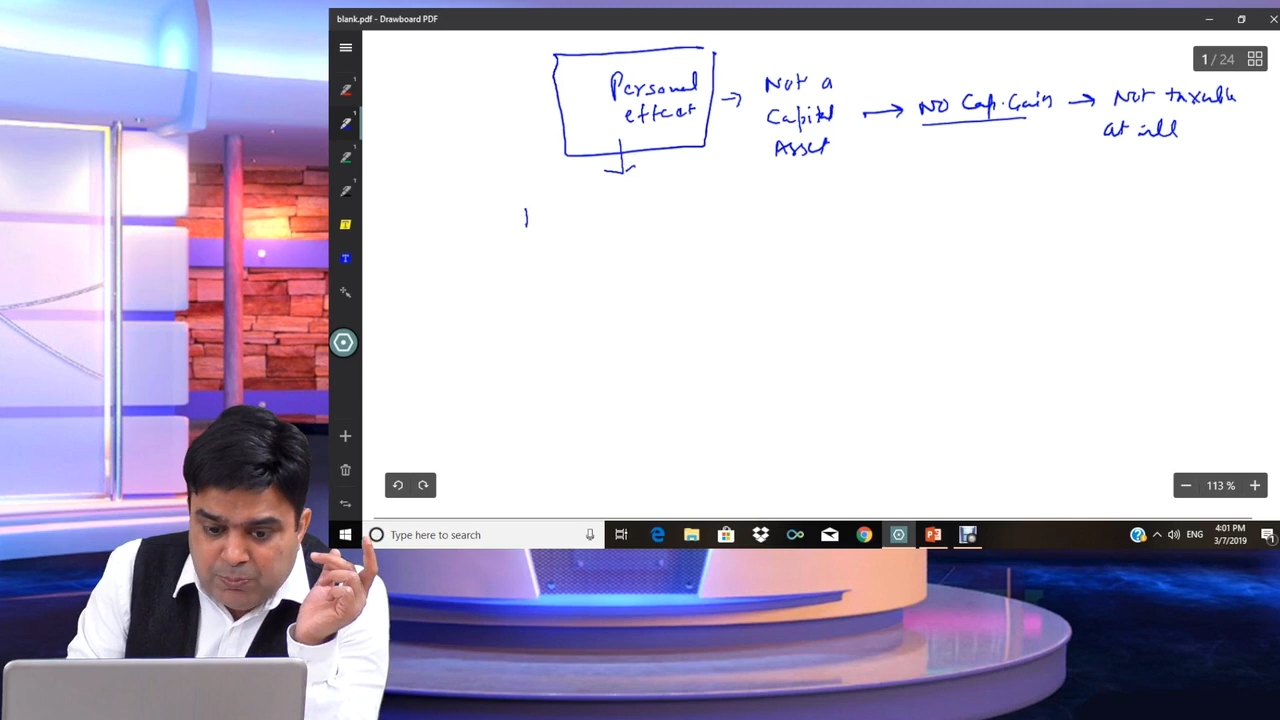 blank.pdf - Drawboard PDF
1 / 24
Personal
effect
→ Not a
Capital
Asset
→ NO Cap. Gain → Not taxable
at all
113 %
Type here to search
ENG
4:01 PM
3/7/2019